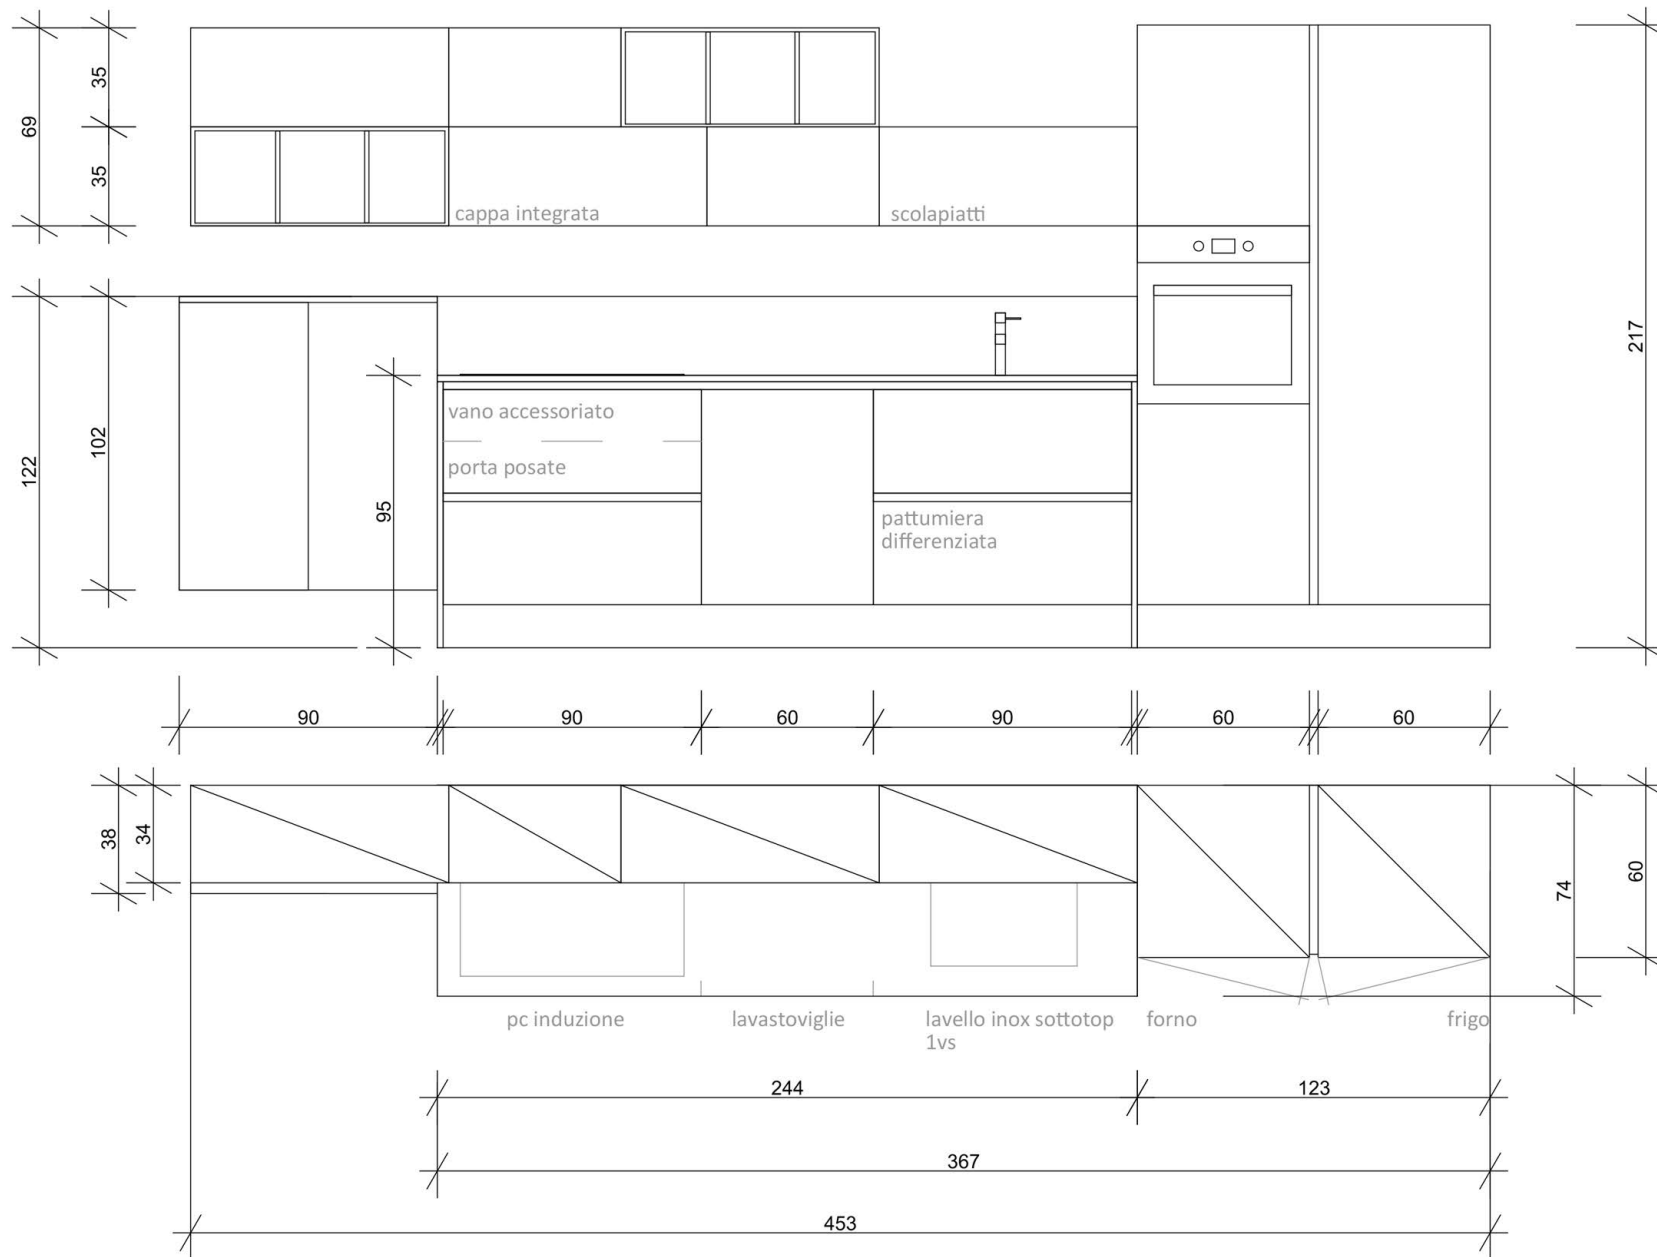 35
69
35
cappa integrata
scolapiatti
217
vano accessoriato
102
122
porta posate
95
pattumiera
differenziata
90
90
60
90
60
60
38
34
74
60
pc induzione
lavastoviglie
lavello inox sottotop
1vs
forno
frigo
244
123
367
453